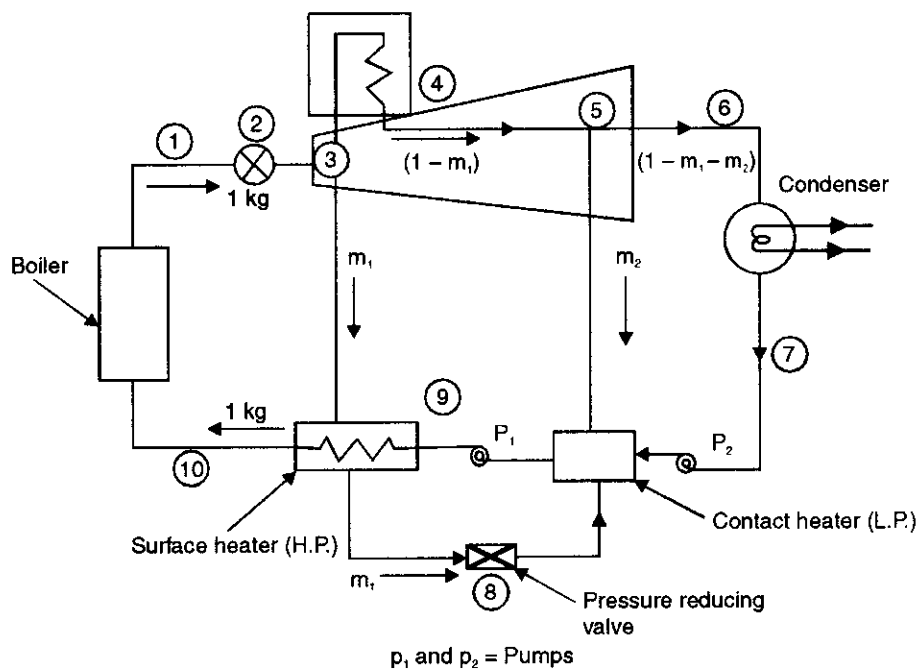 4
2
1
3
5
6
(1 – m₁)
(1 – m₁ – m₂)
1 kg
Condenser
Boiler
m₁
m₂
7
9
1 kg
P₁
P₂
10
Contact heater (L.P.)
Surface heater (H.P.)
m₁
8
Pressure reducing
valve
p₁ and p₂ = Pumps